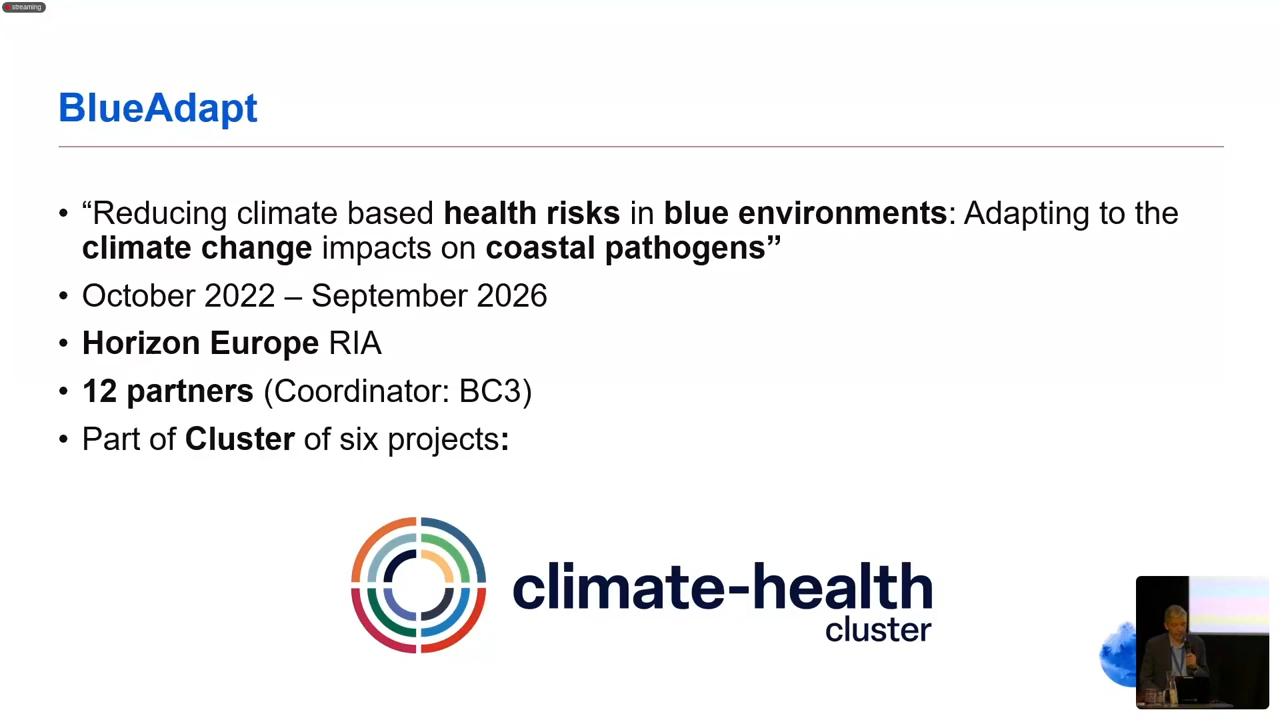 streaming
BlueAdapt
• “Reducing climate based health risks in blue environments: Adapting to the
climate change impacts on coastal pathogens”
• October 2022 – September 2026
• Horizon Europe RIA
• 12 partners (Coordinator: BC3)
• Part of Cluster of six projects:
climate-health
cluster